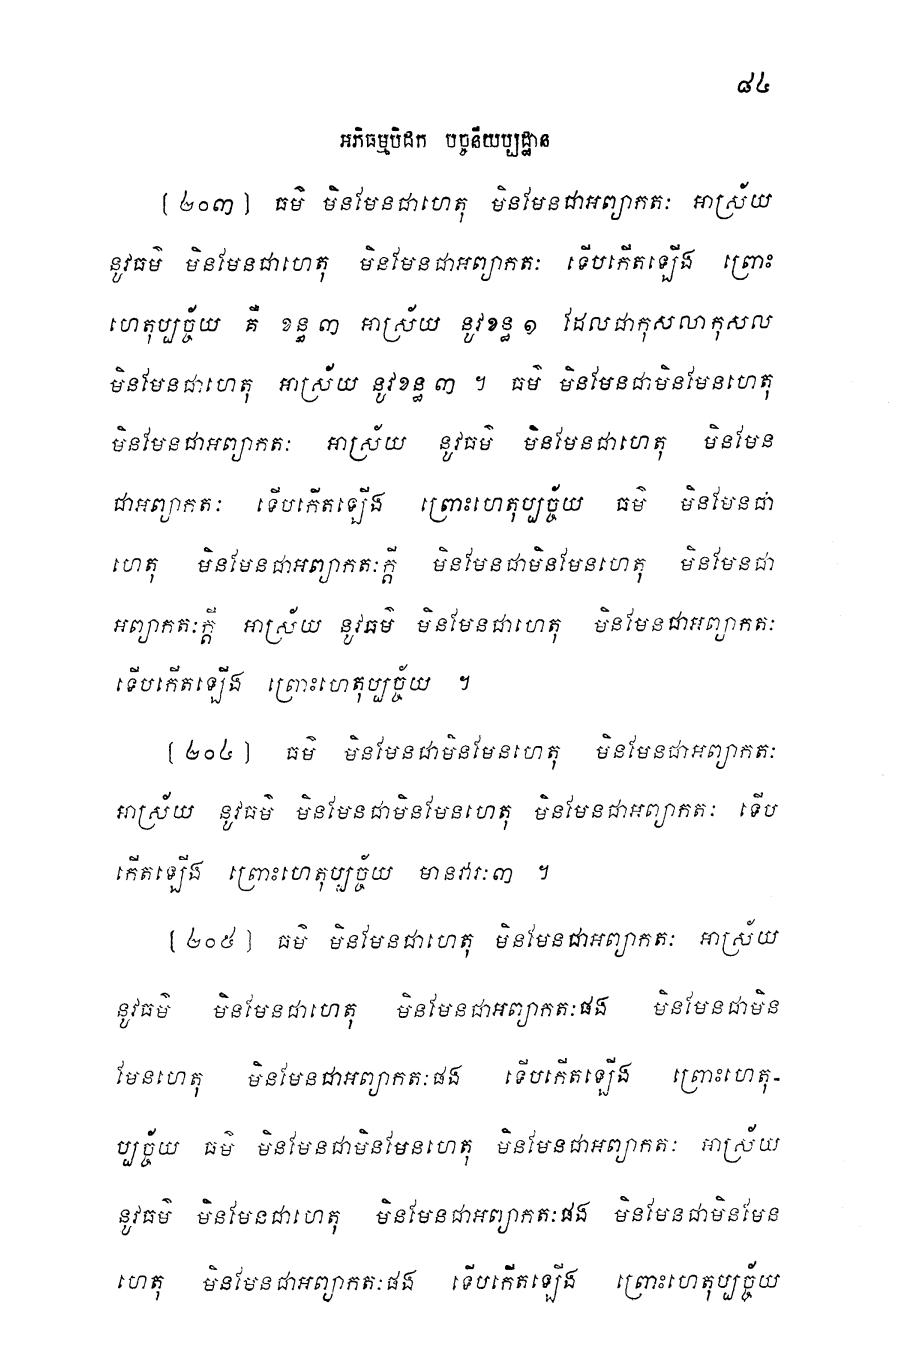 ៨៤
អភិធម្មបិដក បច្ចនីយប្បដ្ឋាន
[២០៣] ធម៌ មិនមែនជាហេតុ មិនមែនជាអព្យាកតៈ អាស្រ័យ
នូវធម៌ មិនមែនជាហេតុ មិនមែនជាអព្យាកតៈ ទើបកើតឡើង ព្រោះ
ហេតុប្បច្ច័យ គឺ ខន្ធ ៣ អាស្រ័យ នូវខន្ធ ១ ដែលជាកុសលាកុសល
មិនមែនជាហេតុ អាស្រ័យ នូវខន្ធ ៣ ។ ធម៌ មិនមែនជាមិនមែនហេតុ
មិនមែនជាអព្យាកតៈ អាស្រ័យ នូវធម៌ មិនមែនជាហេតុ មិនមែន
ជាអព្យាកតៈ ទើបកើតឡើង ព្រោះហេតុប្បច្ច័យ ធម៌ មិនមែនជា
ហេតុ មិនមែនជាអព្យាកតៈក្តី មិនមែនជាមិនមែនហេតុ មិនមែនជា
អព្យាកតៈក្តី អាស្រ័យ នូវធម៌ មិនមែនជាហេតុ មិនមែនជាអព្យាកតៈ
ទើបកើតឡើង ព្រោះហេតុប្បច្ច័យ ។
[២០៤] ធម៌ មិនមែនជាមិនមែនហេតុ មិនមែនជាអព្យាកតៈ
អាស្រ័យ នូវធម៌ មិនមែនជាមិនមែនហេតុ មិនមែនជាអព្យាកតៈ ទើប
កើតឡើង ព្រោះហេតុប្បច្ច័យ មានវារៈ៣ ។
[២០៥] ធម៌ មិនមែនជាហេតុ មិនមែនជាអព្យាកតៈ អាស្រ័យ
នូវធម៌ មិនមែនជាហេតុ មិនមែនជាអព្យាកតៈផង មិនមែនជាមិន
មែនហេតុ មិនមែនជាអព្យាកតៈផង ទើបកើតឡើង ព្រោះហេតុ-
ប្បច្ច័យ ធម៌ មិនមែនជាមិនមែនហេតុ មិនមែនជាអព្យាកតៈ អាស្រ័យ
នូវធម៌ មិនមែនជាហេតុ មិនមែនជាអព្យាកតៈផង មិនមែនជាមិនមែន
ហេតុ មិនមែនជាអព្យាកតៈផង ទើបកើតឡើង ព្រោះហេតុប្បច្ច័យ